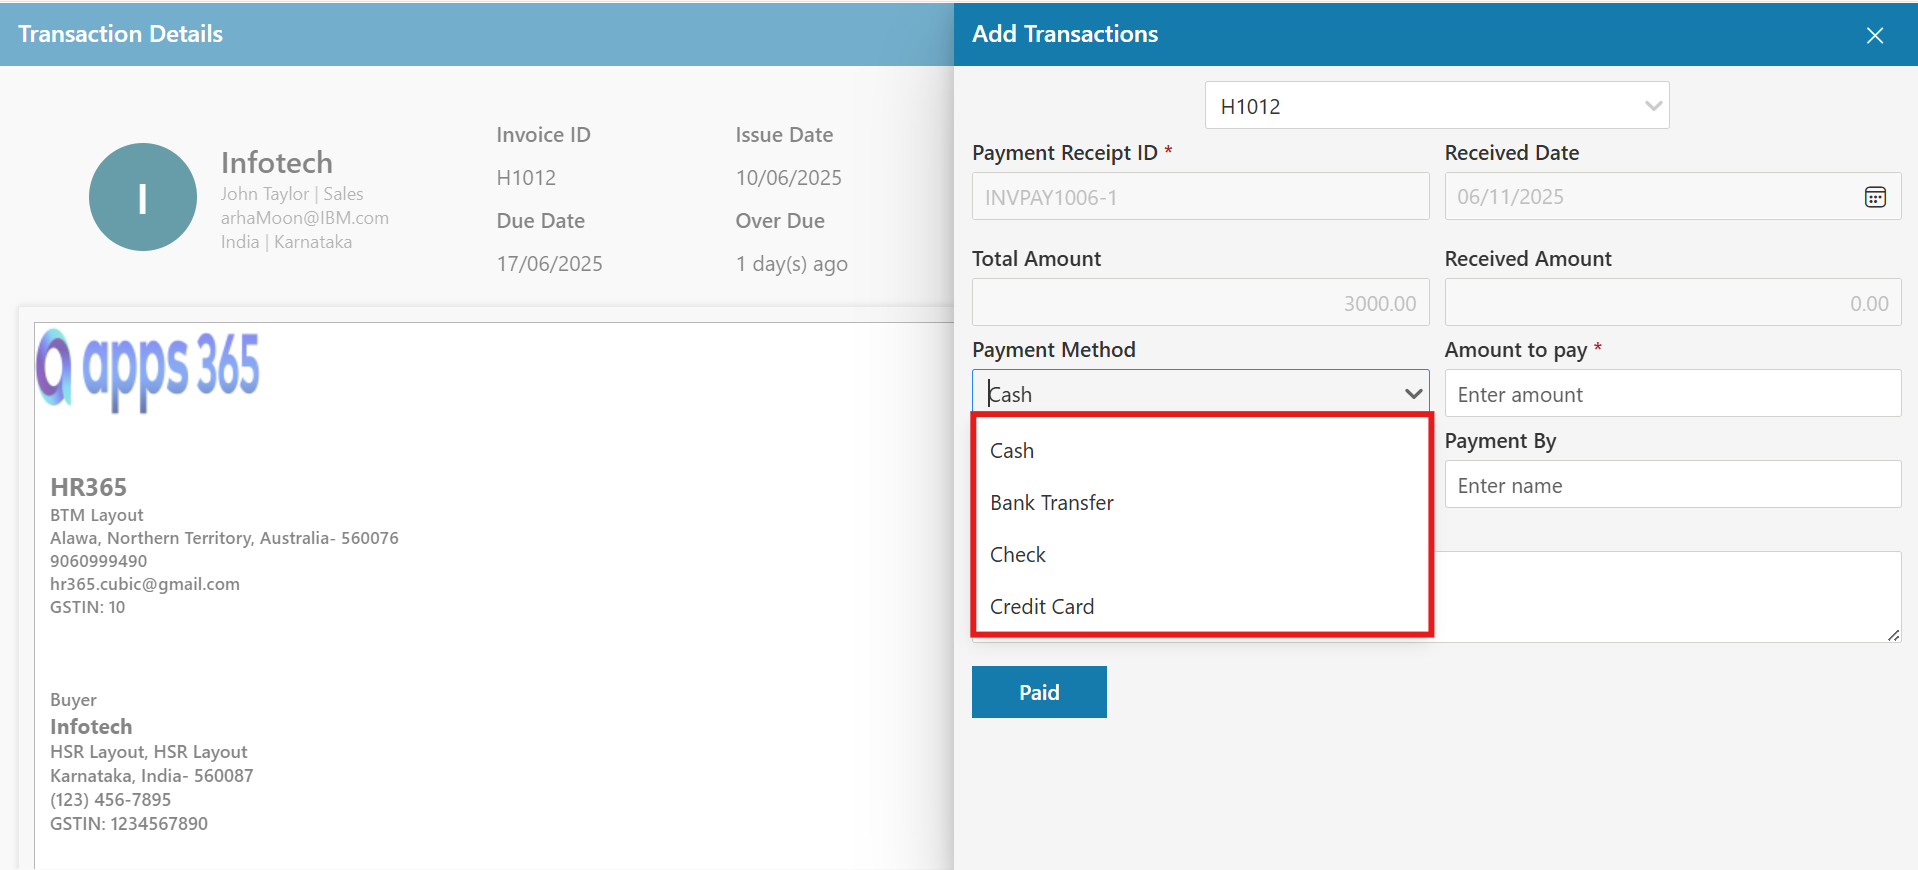 Transaction Details
I
Infotech
John Taylor | Sales
arhaMoon@IBM.com
India | Karnataka
Invoice ID
H1012
Due Date
17/06/2025
Issue Date
10/06/2025
Over Due
1 day(s) ago
apps 365
HR365
BTM Layout
Alawa, Northern Territory, Australia- 560076
9060999490
hr365.cubic@gmail.com
GSTIN: 10
Buyer
Infotech
HSR Layout, HSR Layout
Karnataka, India- 560087
(123) 456-7895
GSTIN: 1234567890
Add Transactions
H1012
Payment Receipt ID *
INVPAY1006-1
Received Date
06/11/2025
Total Amount
3000.00
Received Amount
0.00
Payment Method
Cash
Cash
Bank Transfer
Check
Credit Card
Amount to pay *
Enter amount
Payment By
Enter name
Paid